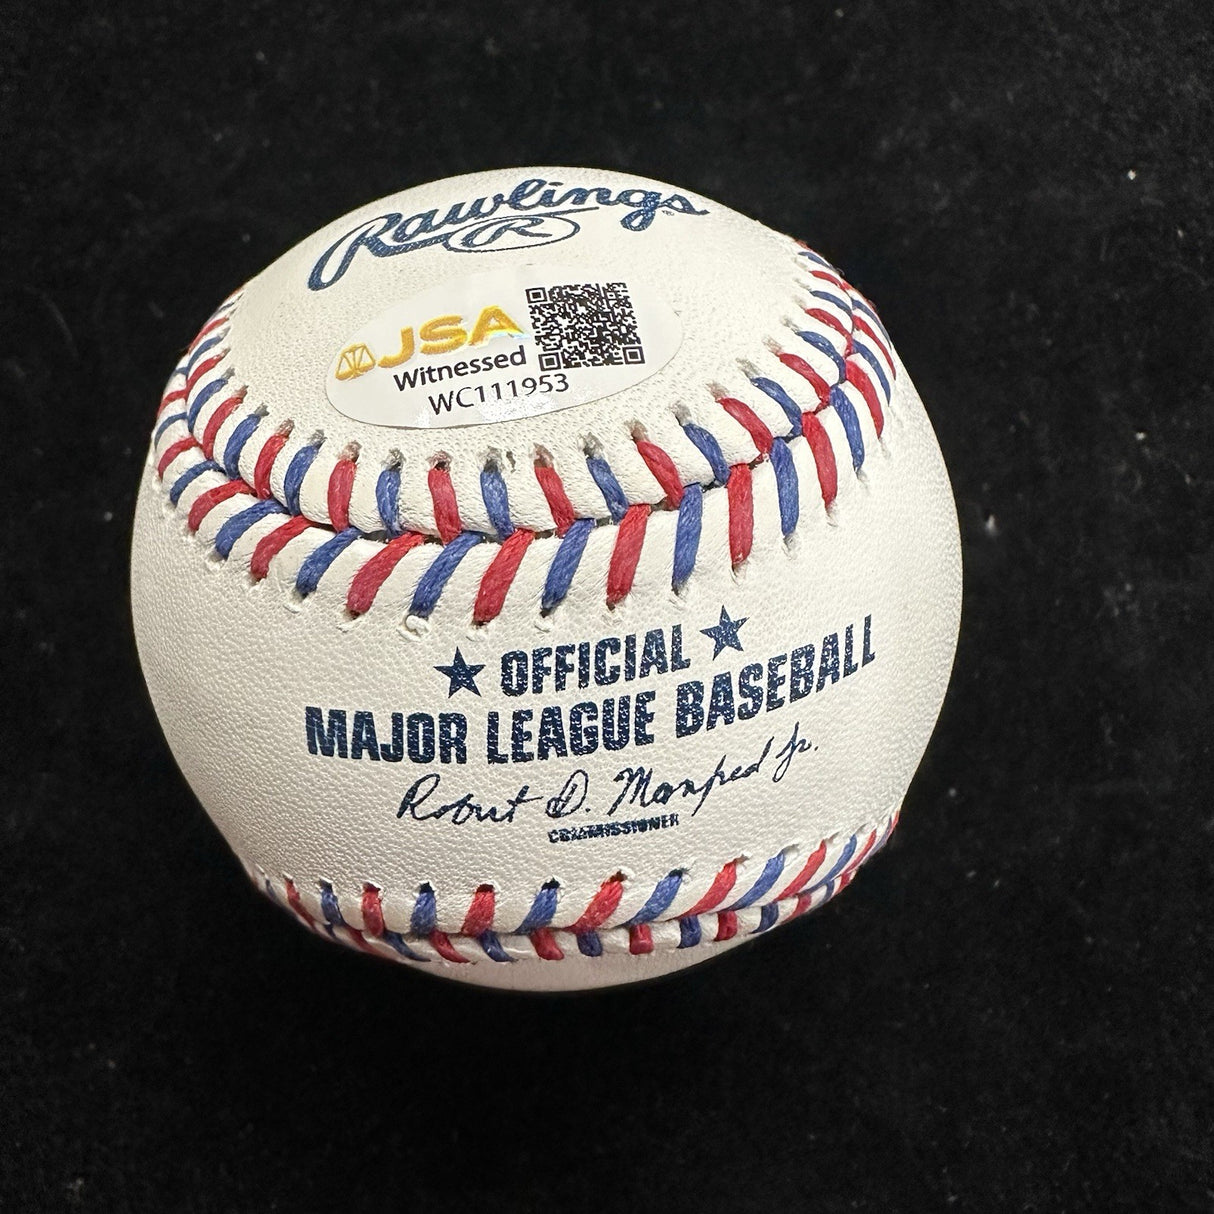 Rawlings
R
JSA
Witnessed
WC111953
★ OFFICIAL ★
MAJOR LEAGUE BASEBALL
Robert D. Manfred Jr.
COMMISSIONER